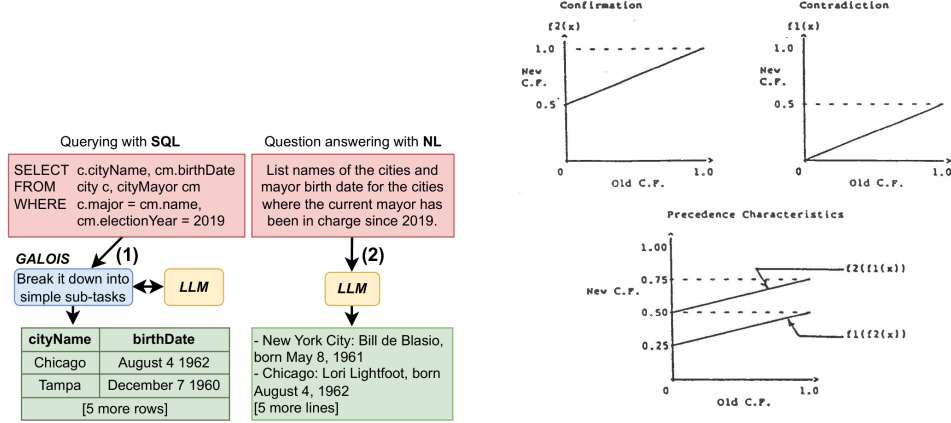 Querying with SQL
SELECT c.cityName, cm.birthDate
FROM city c, cityMayor cm
WHERE c.major = cm.name,
cm.electionYear = 2019
GALOIS
(1)
Break it down into
simple sub-tasks
LLM
cityName birthDate
Chicago August 4 1962
Tampa December 7 1960
[5 more rows]
Question answering with NL
List names of the cities and
mayor birth date for the cities
where the current mayor has
been in charge since 2019.
(2)
LLM
- New York City: Bill de Blasio,
born May 8, 1961
- Chicago: Lori Lightfoot, born
August 4, 1962
[5 more lines]
Confirmation
f2(x)
1.0
New
C.F.
0.5
0
1.0
Old C.F.
Contradiction
f1(x)
1.0
New
C.F.
0.5
0
1.0
Old C.F.
Precedence Characteristics
1.00
0.75
f2(f1(x))
New C.F.
0.50
f1(f2(x))
0.25
0
1.0
Old C.F.